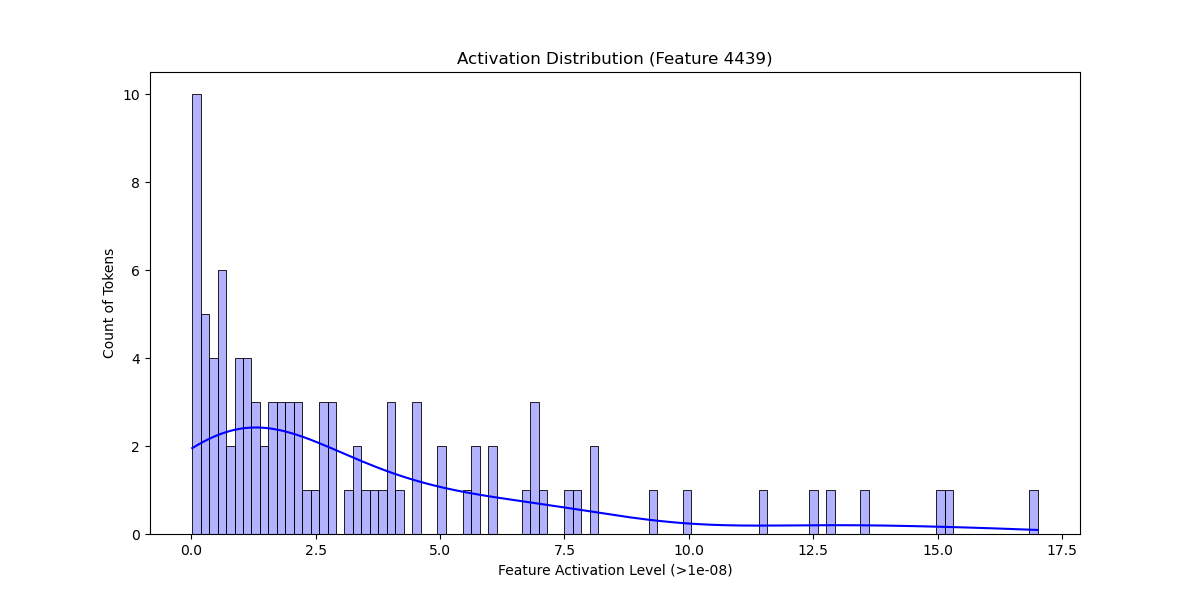 Activation Distribution (Feature 4439)
10
8
6
4
2
0
Count of Tokens
0.0 2.5 5.0 7.5 10.0 12.5 15.0 17.5
Feature Activation Level (>1e-08)